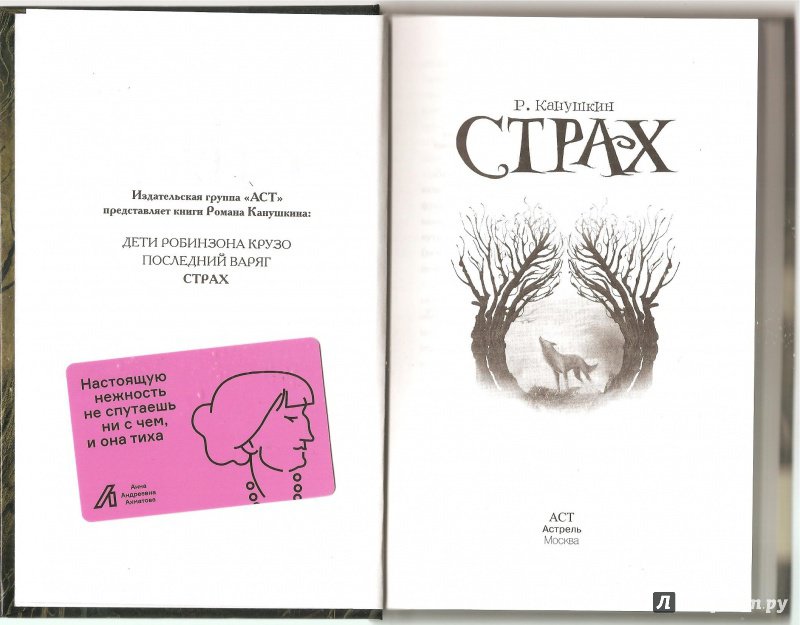 Издательская группа «АСТ»
представляет книги Романа Канушкина:
ДЕТИ РОБИНЗОНА КРУЗО
ПОСЛЕДНИЙ ВАРЯГ
СТРАХ
Настоящую
нежность
не спутаешь
ни с чем,
и она тиха
Анна
Андреевна
Ахматова
Р. Канушкин
СТРАХ
АСТ
Астрель
Москва